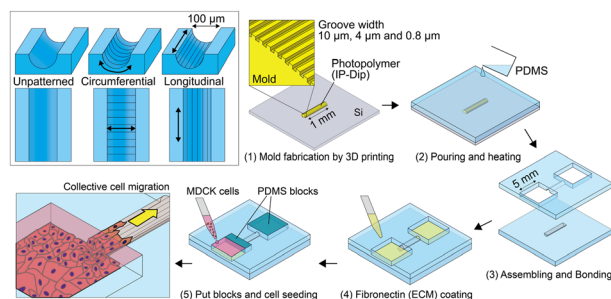 100 µm
Unpatterned
Circumferential
Longitudinal
Groove width
10 µm, 4 µm and 0.8 µm
Mold
Photopolymer
(IP-Dip)
Si
1 mm
(1) Mold fabrication by 3D printing
PDMS
(2) Pouring and heating
5 mm
(3) Assembling and Bonding
Collective cell migration
MDCK cells
PDMS blocks
(5) Put blocks and cell seeding
(4) Fibronectin (ECM) coating